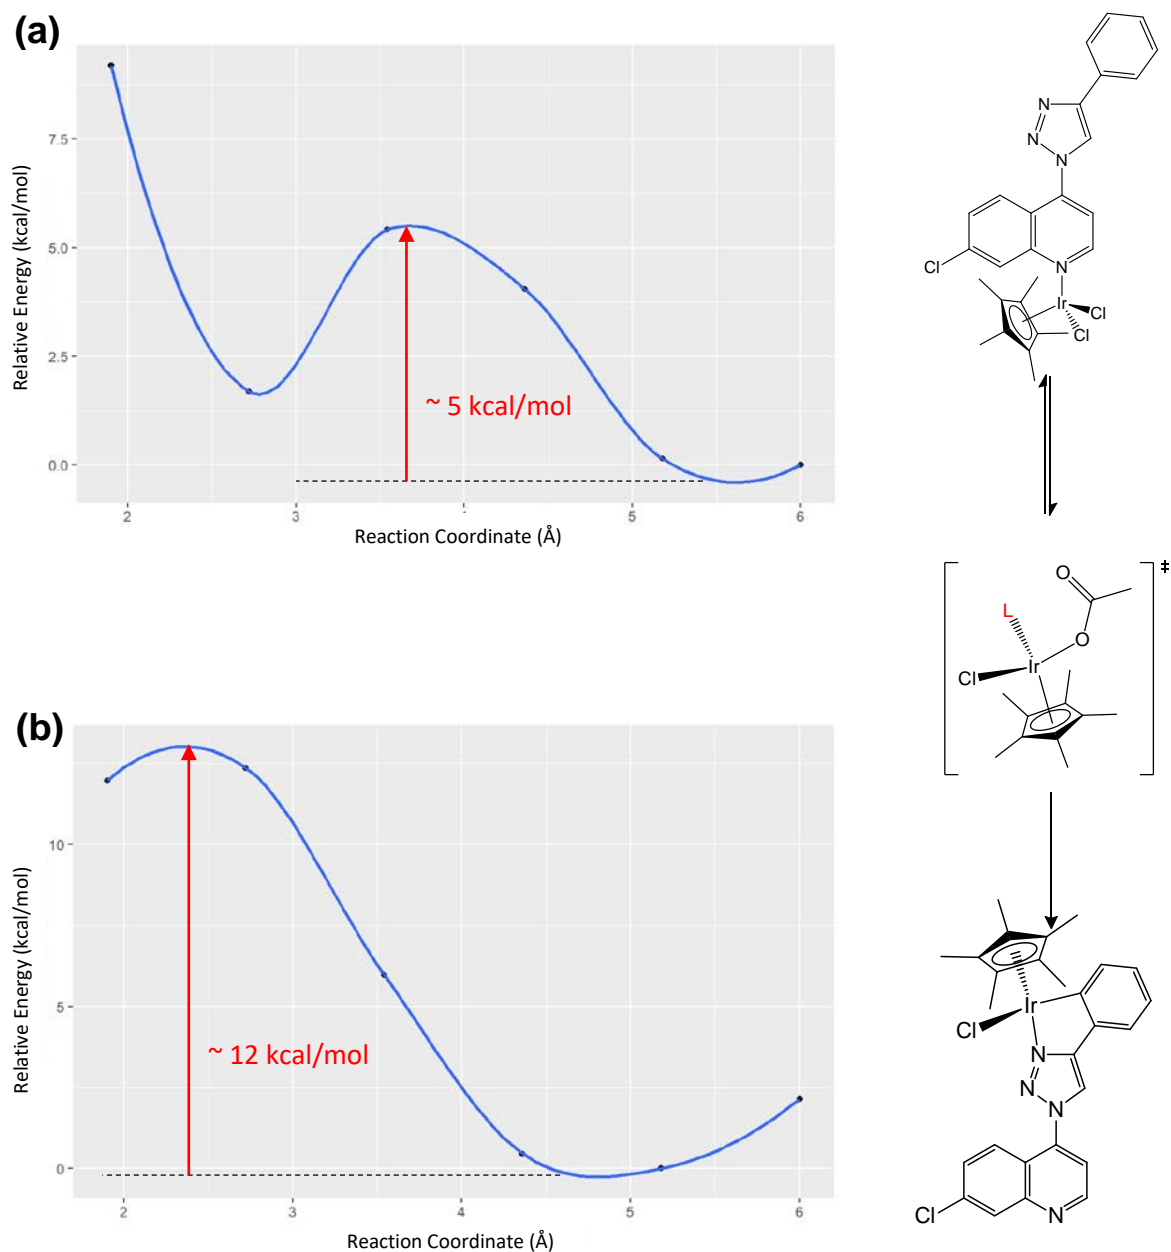 (a)
Relative Energy (kcal/mol)
7.5
5.0
2.5
0.0
~ 5 kcal/mol
2
3
4
5
6
Reaction Coordinate (Å)
N
N
N
Cl
N
Ir
Cl
Cl
O
L
O
Ir
Cl
‡
(b)
Relative Energy (kcal/mol)
10
5
0
~ 12 kcal/mol
2
3
4
5
6
Reaction Coordinate (Å)
Ir
Cl
N
N
N
Cl
N